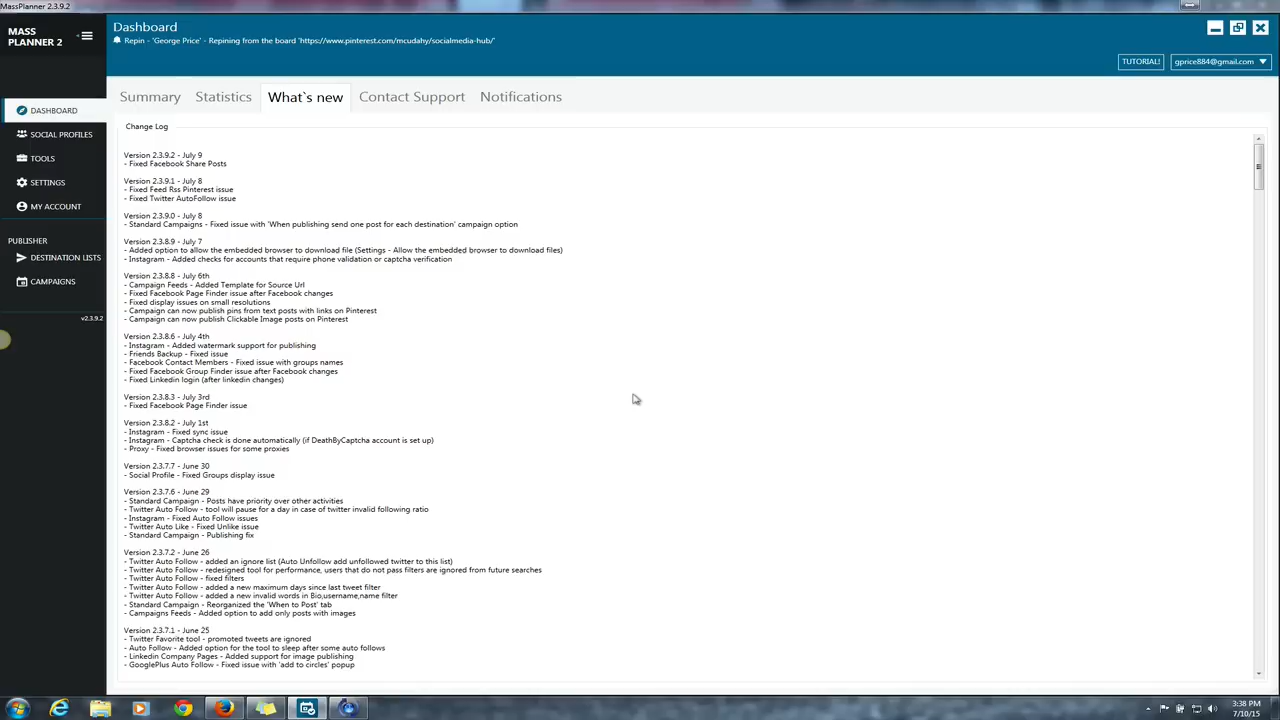 MassPlanner 2.3.9.2
MASS
PLANNER 2
Dashboard
Repin - 'George Price' - Repining from the board 'https://www.pinterest.com/mcudahy/socialmedia-hub/'
TUTORIAL!
gprice884@gmail.com
DASHBOARD
SOCIAL PROFILES
TOOLS
SETTINGS
MY ACCOUNT
PUBLISHER
DESTINATION LISTS
CAMPAIGNS
v2.3.9.2
Summary
Statistics
What`s new
Contact Support
Notifications
Change Log
Version 2.3.9.2 - July 9
- Fixed Facebook Share Posts
Version 2.3.9.1 - July 8
- Fixed Feed Rss Pinterest issue
- Fixed Twitter AutoFollow issue
Version 2.3.9.0 - July 8
- Standard Campaigns - Fixed issue with 'When publishing send one post for each destination' campaign option
Version 2.3.8.9 - July 7
- Added option to allow the embedded browser to download file (Settings - Allow the embedded browser to download files)
- Instagram - Added checks for accounts that require phone validation or captcha verification
Version 2.3.8.8 - July 6th
- Campaign Feeds - Added Template for Source Url
- Fixed Facebook Page Finder issue after Facebook changes
- Fixed display issues on small resolutions
- Campaign can now publish pins from text posts with links on Pinterest
- Campaign can now publish Clickable Image posts on Pinterest
Version 2.3.8.6 - July 4th
- Instagram - Added watermark support for publishing
- Friends Backup - Fixed issue
- Facebook Contact Members - Fixed issue with groups names
- Fixed Facebook Group Finder issue after Facebook changes
- Fixed Linkedin login (after linkedin changes)
Version 2.3.8.3 - July 3rd
- Fixed Facebook Page Finder issue
Version 2.3.8.2 - July 1st
- Instagram - Fixed sync issue
- Instagram - Captcha check is done automatically (if DeathByCaptcha account is set up)
- Proxy - Fixed browser issues for some proxies
Version 2.3.7.7 - June 30
- Social Profile - Fixed Groups display issue
Version 2.3.7.6 - June 29
- Standard Campaign - Posts have priority over other activities
- Twitter Auto Follow - tool will pause for a day in case of twitter invalid following ratio
- Instagram - Fixed Auto Follow issues
- Twitter Auto Like - Fixed Unlike issue
- Standard Campaign - Publishing fix
Version 2.3.7.2 - June 26
- Twitter Auto Follow - added an ignore list (Auto Unfollow add unfollowed twitter to this list)
- Twitter Auto Follow - redesigned tool for performance, users that do not pass filters are ignored from future searches
- Twitter Auto Follow - fixed filters
- Twitter Auto Follow - added a new maximum days since last tweet filter
- Twitter Auto Follow - added a new invalid words in Bio,username,name filter
- Standard Campaign - Reorganized the 'When to Post' tab
- Campaigns Feeds - Added option to add only posts with images
Version 2.3.7.1 - June 25
- Twitter Favorite tool - promoted tweets are ignored
- Auto Follow - Added option for the tool to sleep after some auto follows
- Linkedin Company Pages - Added support for image publishing
- GooglePlus Auto Follow - Fixed issue with 'add to circles' popup
3:38 PM
7/10/15